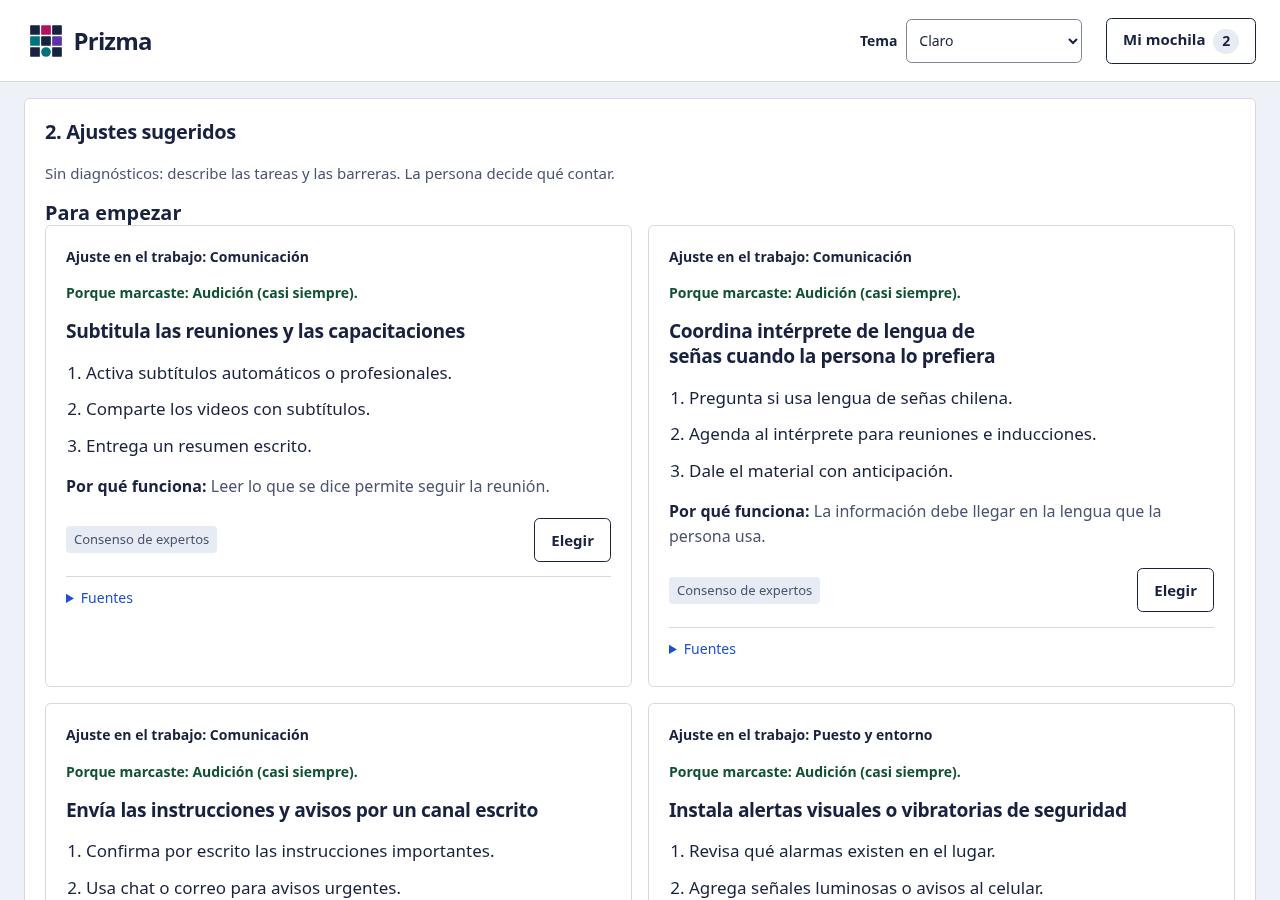 Prizma
Tema
Claro
Mi mochila 2
2. Ajustes sugeridos
Sin diagnósticos: describe las tareas y las barreras. La persona decide qué contar.
Para empezar
Ajuste en el trabajo: Comunicación
Porque marcaste: Audición (casi siempre).
Subtitula las reuniones y las capacitaciones
1. Activa subtítulos automáticos o profesionales.
2. Comparte los videos con subtítulos.
3. Entrega un resumen escrito.
Por qué funciona: Leer lo que se dice permite seguir la reunión.
Consenso de expertos
Elegir
Fuentes
Ajuste en el trabajo: Comunicación
Porque marcaste: Audición (casi siempre).
Coordina intérprete de lengua de
señas cuando la persona lo prefiera
1. Pregunta si usa lengua de señas chilena.
2. Agenda al intérprete para reuniones e inducciones.
3. Dale el material con anticipación.
Por qué funciona: La información debe llegar en la lengua que la
persona usa.
Consenso de expertos
Elegir
Fuentes
Ajuste en el trabajo: Comunicación
Porque marcaste: Audición (casi siempre).
Envía las instrucciones y avisos por un canal escrito
1. Confirma por escrito las instrucciones importantes.
2. Usa chat o correo para avisos urgentes.
Ajuste en el trabajo: Puesto y entorno
Porque marcaste: Audición (casi siempre).
Instala alertas visuales o vibratorias de seguridad
1. Revisa qué alarmas existen en el lugar.
2. Agrega señales luminosas o avisos al celular.